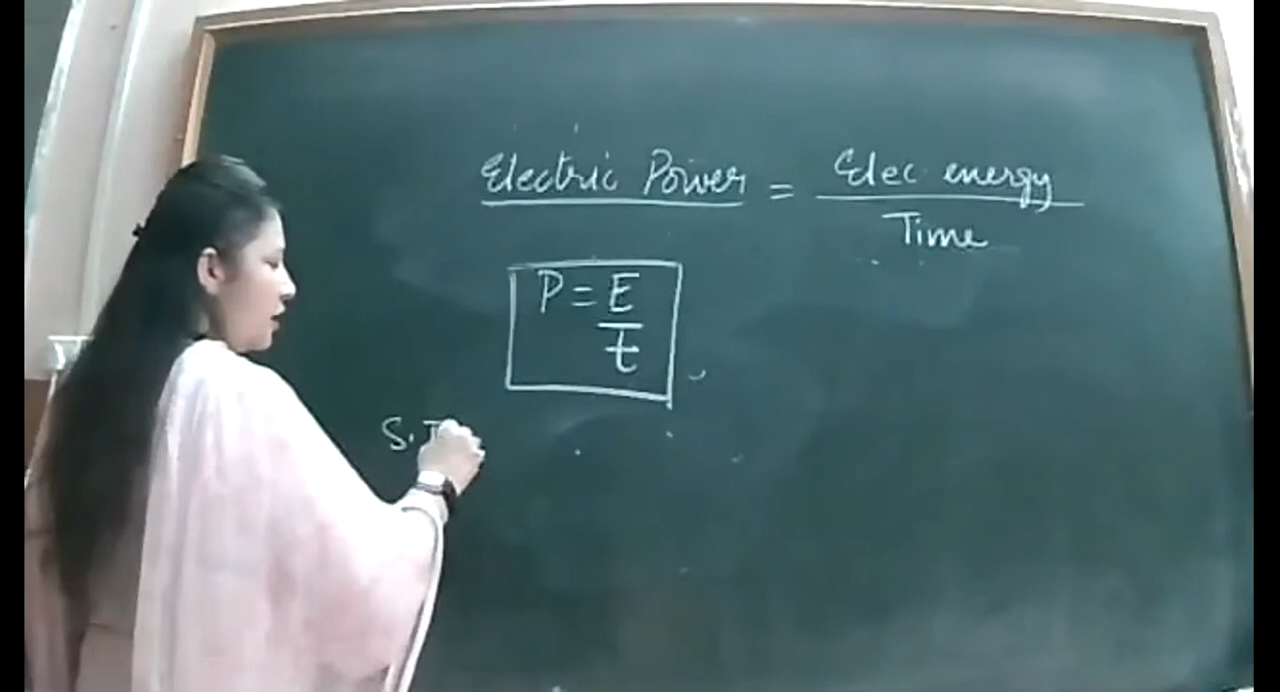 Electric Power = Elec energy
Time
P = E
t
S.I